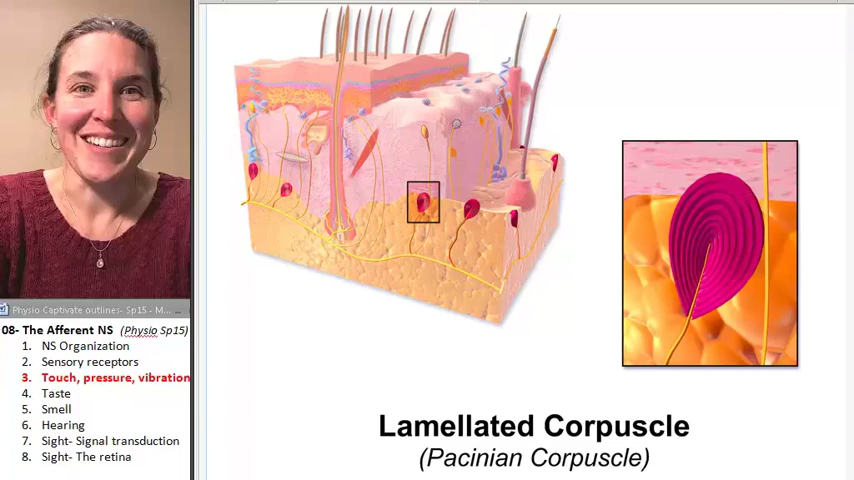 Physio Captivate outlines- Sp15 - M...
08- The Afferent NS (Physio Sp15)
1. NS Organization
2. Sensory receptors
3. Touch, pressure, vibration
4. Taste
5. Smell
6. Hearing
7. Sight- Signal transduction
8. Sight- The retina
Lamellated Corpuscle
(Pacinian Corpuscle)